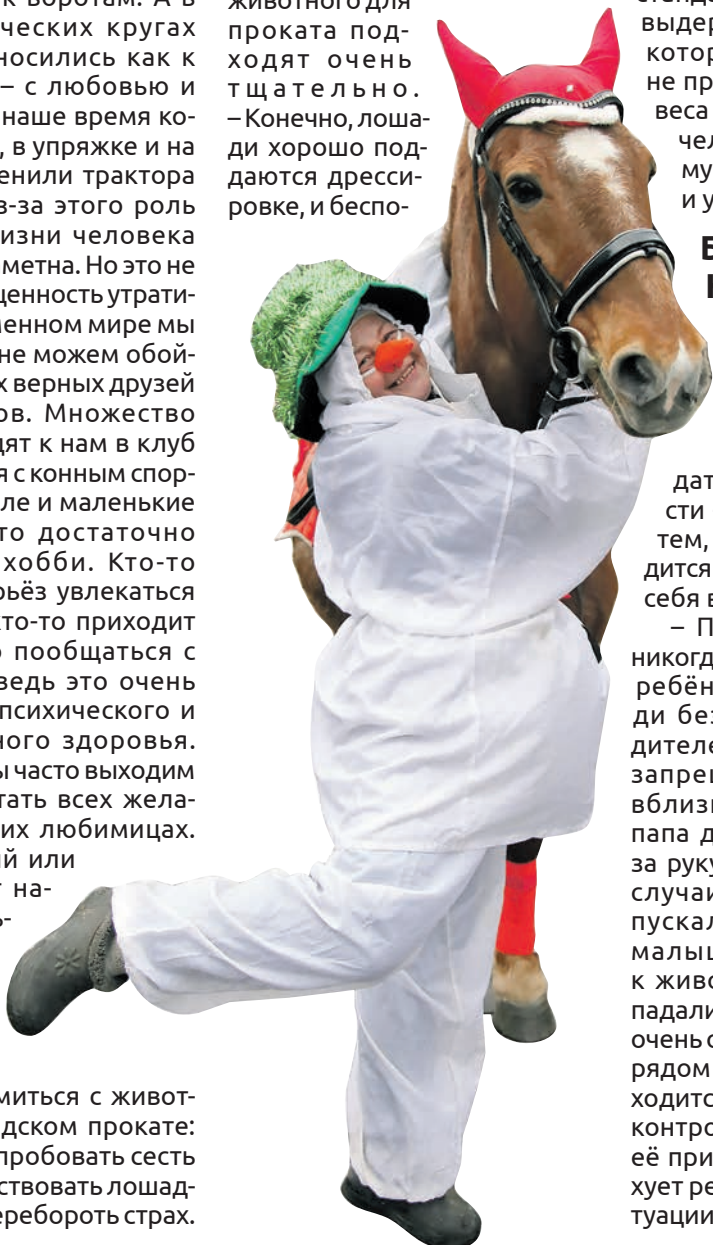 к воротам. А в
ческих кругах
носились как к
– с любовью и
наше время ко-
, в упряжке и на
енили трактора
з-за этого роль
изни человека
метна. Но это не
ценность утрати-
менном мире мы
не можем обой-
х верных друзей
ов. Множество
дят к нам в клуб
я с конным спор-
ле и маленькие
то достаточно
хобби. Кто-то
рьёз увлекаться
кто-то приходит
о пообщаться с
ведь это очень
психического и
ного здоровья.
ы часто выходим
тать всех жела-
их любимицах.
ий или
т на-
ь-
миться с живот-
дском прокате:
пробовать сесть
ствовать лошад-
еребороть страх.
животного для
проката под-
ходят очень
тщательно.
– Конечно, лоша-
ди хорошо под-
даются дресси-
ровке, и беспо-
выдер
котор
не пр
веса
чел
му
и у
дат
сти
тем,
дится
себя в
– П
никогд
ребён
ди без
дителе
запрец
вблизи
папа д
за руку
случаи
пускал
малыш
к живо
падали
очень с
рядом
ходитс
контро
её при
хует ре
туации